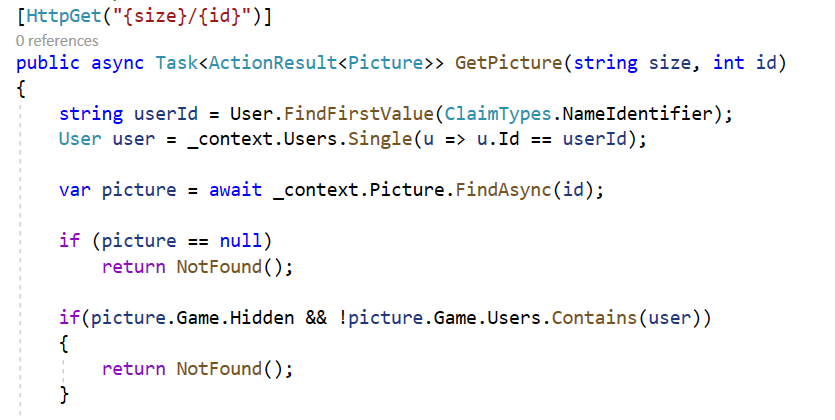 [HttpGet("{size}/{id}")]
0 references
public async Task<ActionResult<Picture>> GetPicture(string size, int id)
{
string userId = User.FindFirstValue(ClaimTypes.NameIdentifier);
User user = _context.Users.Single(u => u.Id == userId);
var picture = await _context.Picture.FindAsync(id);
if (picture == null)
return NotFound();
if(picture.Game.Hidden && !picture.Game.Users.Contains(user))
{
return NotFound();
}